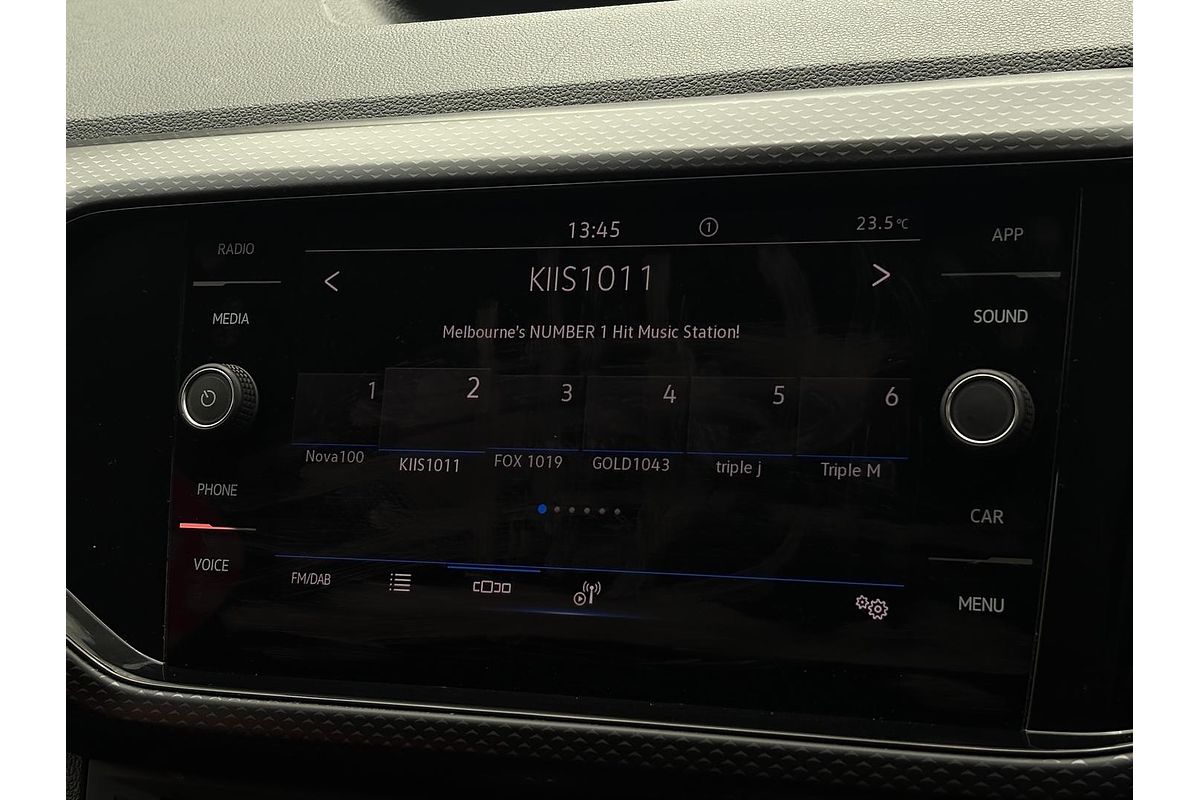 13:45 1 23.5°C
RADIO
MEDIA
PHONE
VOICE
KIIS1011
Melbourne's NUMBER 1 Hit Music Station!
1 2 3 4 5 6
Nova100 KIIS1011 FOX 1019 GOLD1043 triple j Triple M
FM/DAB
APP
SOUND
CAR
MENU